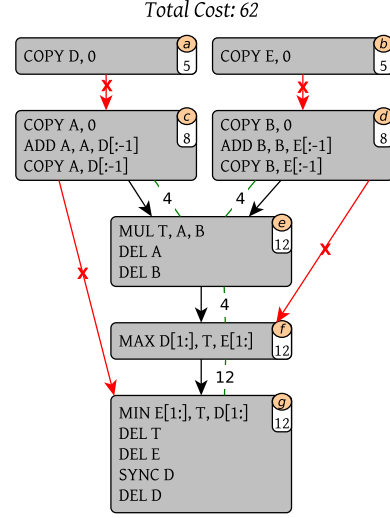 Total Cost: 62
a
COPY D, 0
5
b
COPY E, 0
5
x
x
c
COPY A, 0
ADD A, A, D[:-1]
COPY A, D[:-1]
8
d
COPY B, 0
ADD B, B, E[:-1]
COPY B, E[:-1]
8
4
4
e
MUL T, A, B
DEL A
DEL B
12
x
x
4
f
MAX D[1:], T, E[1:]
12
12
g
MIN E[1:], T, D[1:]
DEL T
DEL E
SYNC D
DEL D
12